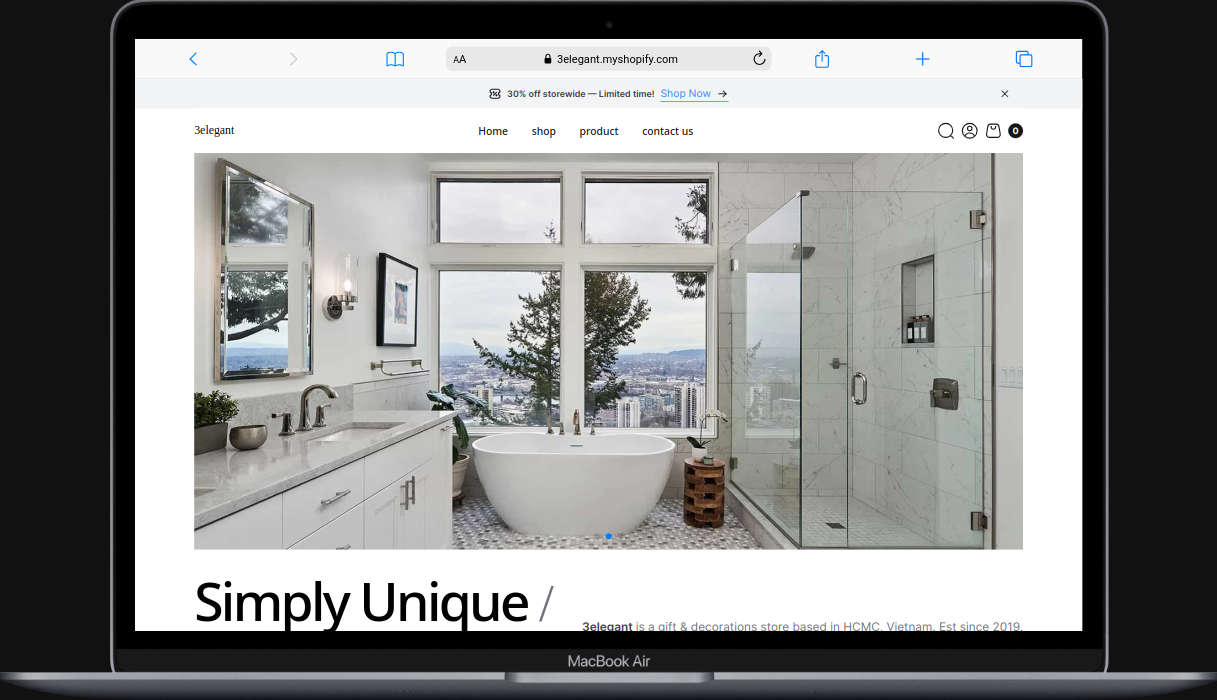 AA
3elegant.myshopify.com
30% off storewide — Limited time! Shop Now
3elegant
Home shop product contact us
0
Simply Unique /
3elegant is a gift & decorations store based in HCMC, Vietnam. Est since 2019.
MacBook Air